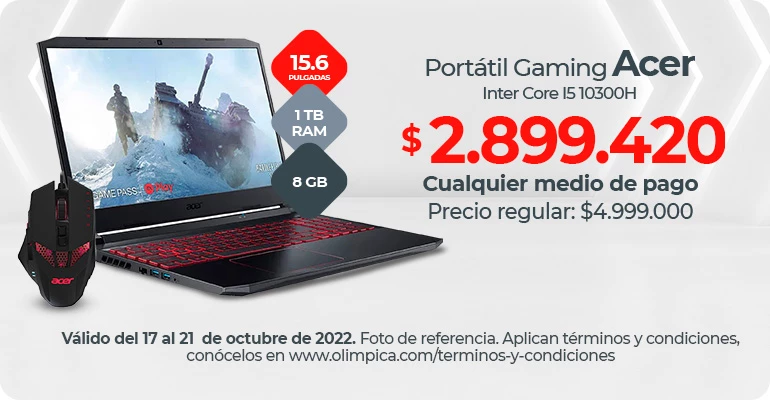 15.6
PULGADAS
1 TB
RAM
8 GB
GAME PASS
acer
acer
Portátil Gaming Acer
Inter Core I5 10300H
$ 2.899.420
Cualquier medio de pago
Precio regular: $4.999.000
Válido del 17 al 21 de octubre de 2022. Foto de referencia. Aplican términos y condiciones,
conócelos en www.olimpica.com/terminos-y-condiciones